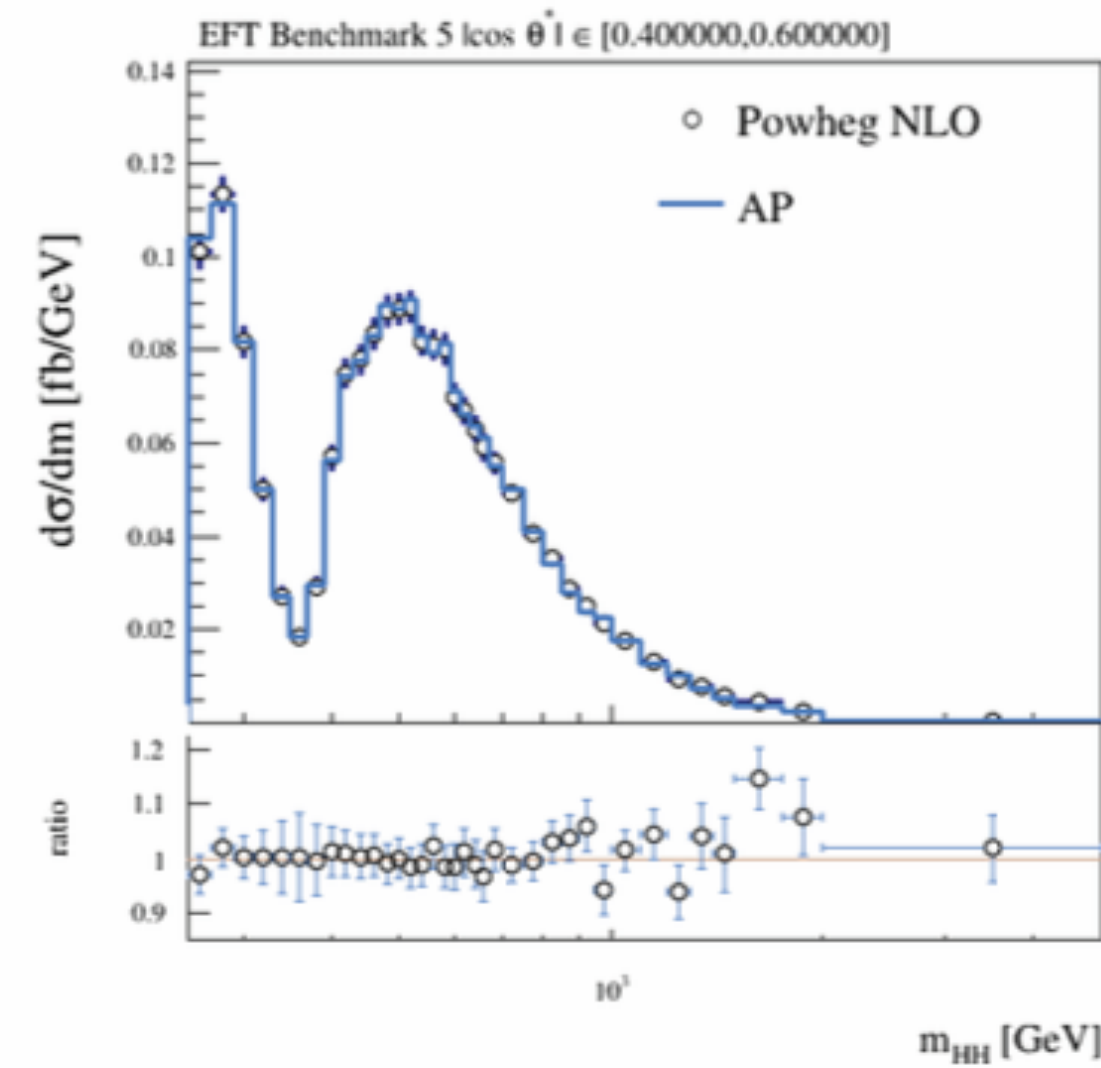 EFT Benchmark 5 |cos θ*| ∈ [0.400000,0.600000]
0.14
0.12
0.1
0.08
0.06
0.04
0.02
dσ/dm [fb/GeV]
Powheg NLO
AP
1.2
1.1
1
0.9
ratio
10³
m_HH [GeV]